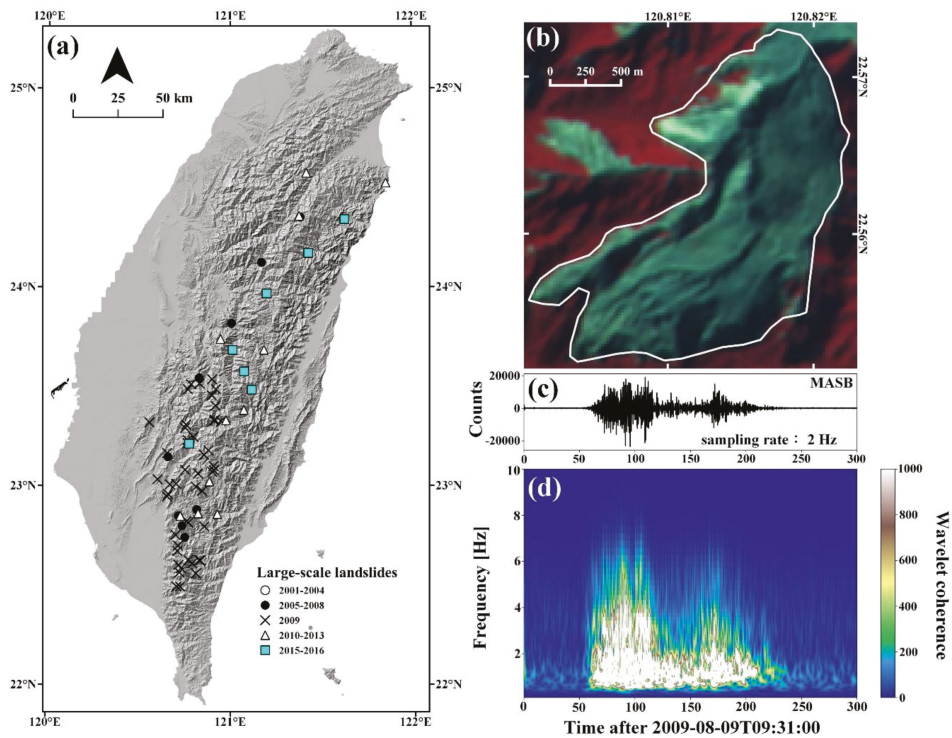 120°E
121°E
122°E
(a)
0 25 50 km
25°N
24°N
23°N
22°N
Large-scale landslides
2001-2004
2005-2008
2009
2010-2013
2015-2016
120°E
121°E
122°E
120.81°E
120.82°E
(b)
0 250 500 m
22.57°N
22.56°N
(c)
MASB
Counts
20000
0
-20000
sampling rate : 2 Hz
0 50 100 150 200 250 300
(d)
Frequency [Hz]
10
8
6
4
2
0 50 100 150 200 250 300
Time after 2009-08-09T09:31:00
1000
800
600
400
200
0
Wavelet coherence